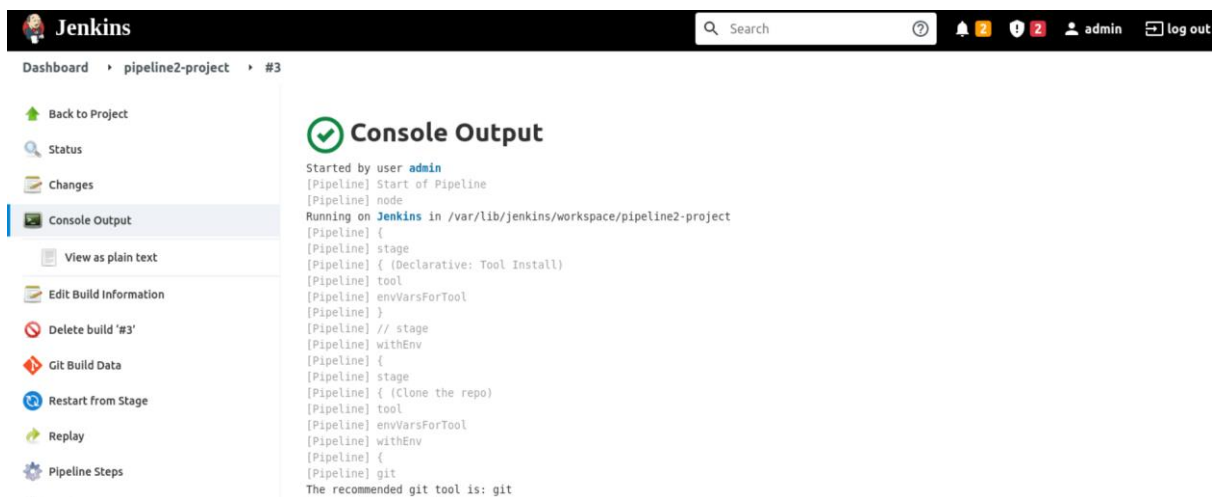 Jenkins
Search
2
2
admin
log out
Dashboard
pipeline2-project
#3
Back to Project
Status
Changes
Console Output
View as plain text
Edit Build Information
Delete build '#3'
Git Build Data
Restart from Stage
Replay
Pipeline Steps
Console Output
Started by user admin
[Pipeline] Start of Pipeline
[Pipeline] node
Running on Jenkins in /var/lib/jenkins/workspace/pipeline2-project
[Pipeline] {
[Pipeline] stage
[Pipeline] { (Declarative: Tool Install)
[Pipeline] tool
[Pipeline] envVarsForTool
[Pipeline] }
[Pipeline] // stage
[Pipeline] withEnv
[Pipeline] {
[Pipeline] stage
[Pipeline] { (Clone the repo)
[Pipeline] tool
[Pipeline] envVarsForTool
[Pipeline] withEnv
[Pipeline] {
[Pipeline] git
The recommended git tool is: git